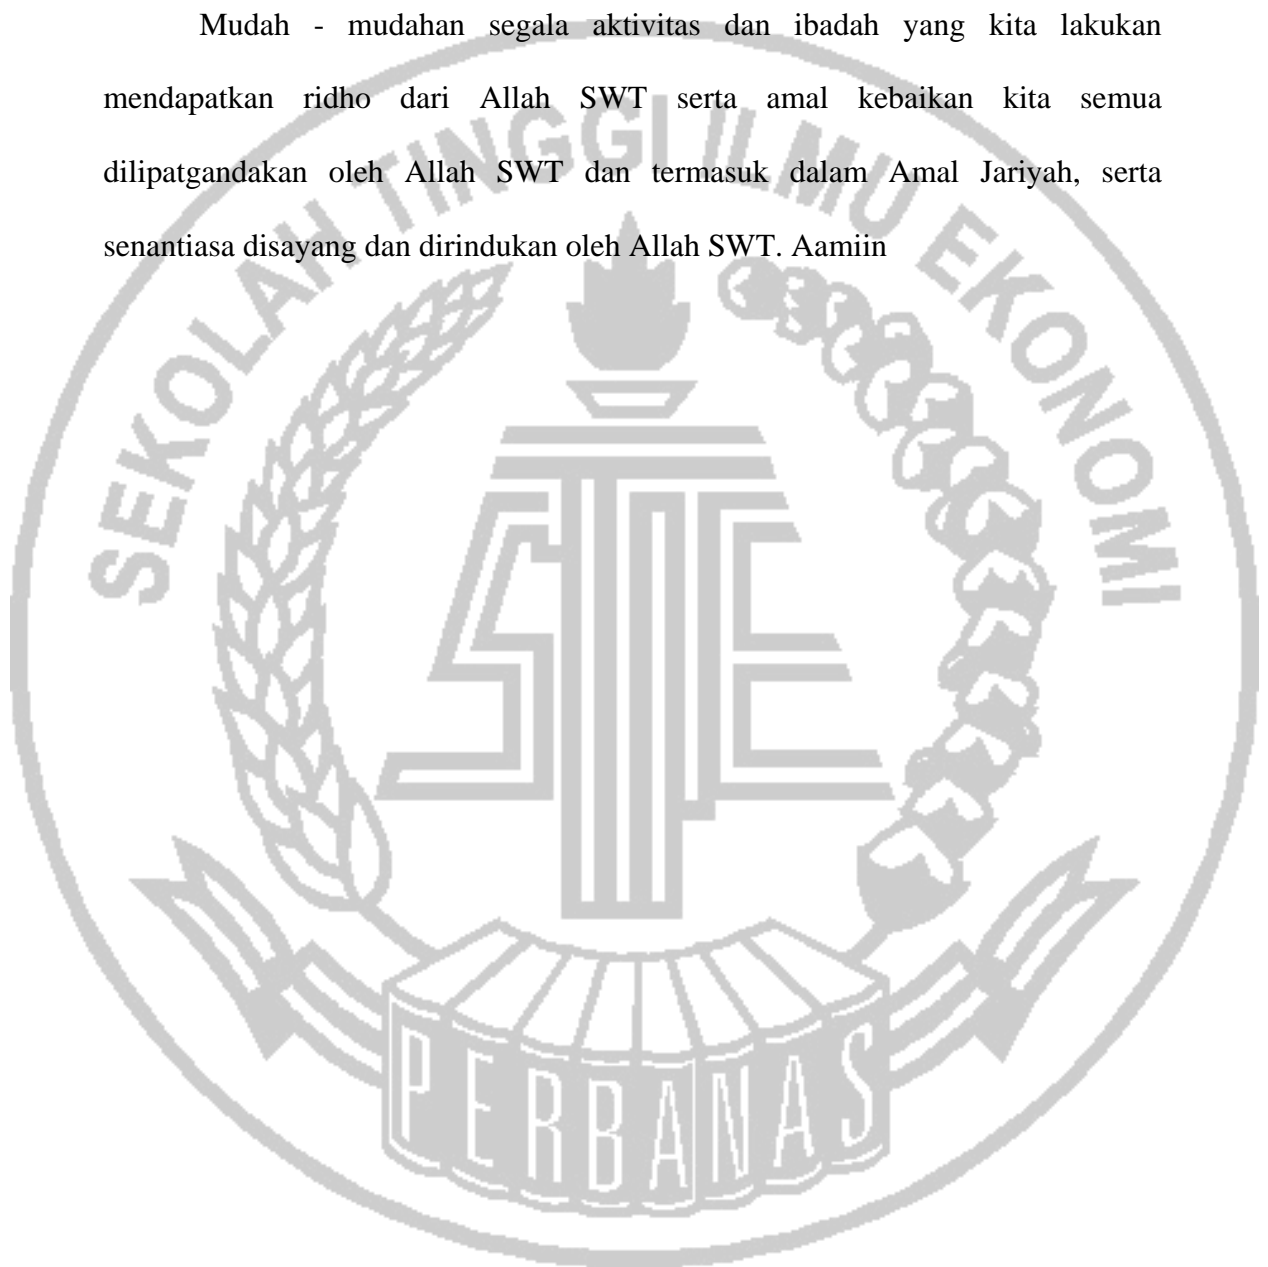 Mudah - mudahan segala aktivitas dan ibadah yang kita lakukan
mendapatkan ridho dari Allah SWT serta amal kebaikan kita semua
dilipatgandakan oleh Allah SWT dan termasuk dalam Amal Jariyah, serta
senantiasa disayang dan dirindukan oleh Allah SWT. Aamiin
SEKOLAH TINGGI ILMU EKONOMI
STIE
PERBANAS